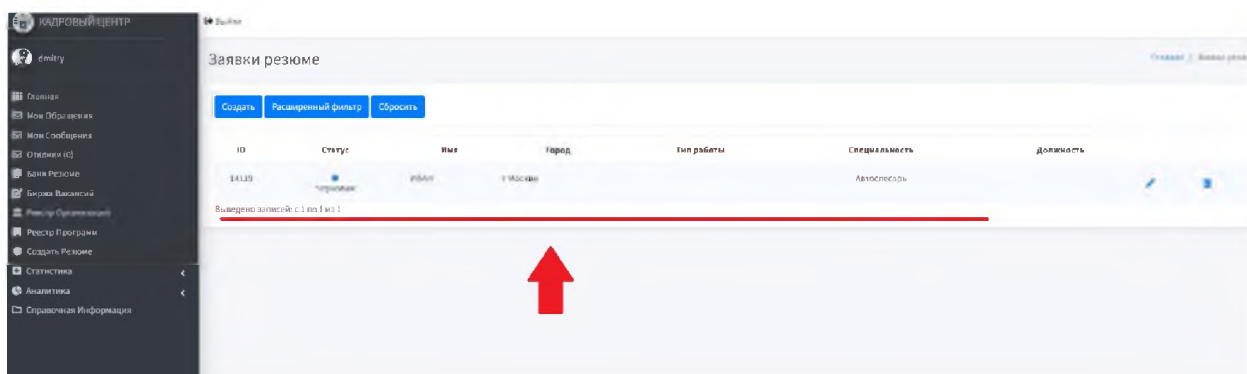 КАДРОВЫЙ ЦЕНТР
Выйти
dmitry
Заявки резюме
Главная
Мои Обращения
Мои Сообщения
Отклики (0)
Банк Резюме
Биржа Вакансий
Реестр Организаций
Реестр Программ
Создать Резюме
Статистика
Аналитика
Справочная Информация
Создать Расширенный фильтр Сбросить
ID Статус Имя Город Тип работы Специальность Должность
14119 Черновик ИВАН г Москва Автослесарь
Выведено записей: с 1 по 1 из 1